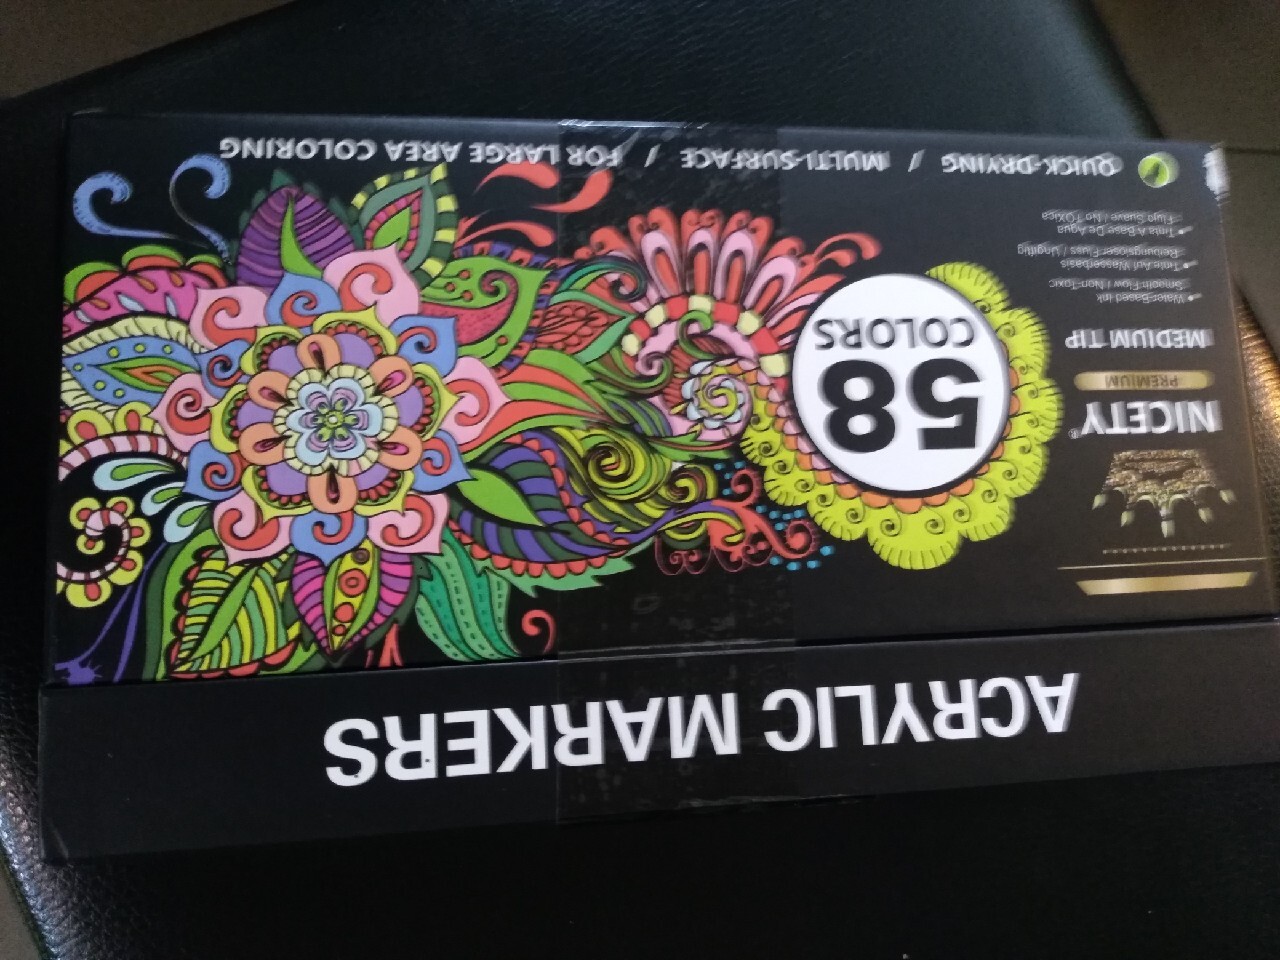 ACRYLIC MARKERS
NICETY®
PREMIUM
MEDIUM TIP
• Water-Based Ink
Smooth Flow / Non-Toxic
• Tinte Auf Wasserbasis
Reibungsloser Fluss / Ungiftig
• Tinta A Base De Agua
Flujo Suave / No TOXica
58
COLORS
QUICK-DRYING / MULTI-SURFACE / FOR LARGE AREA COLORING